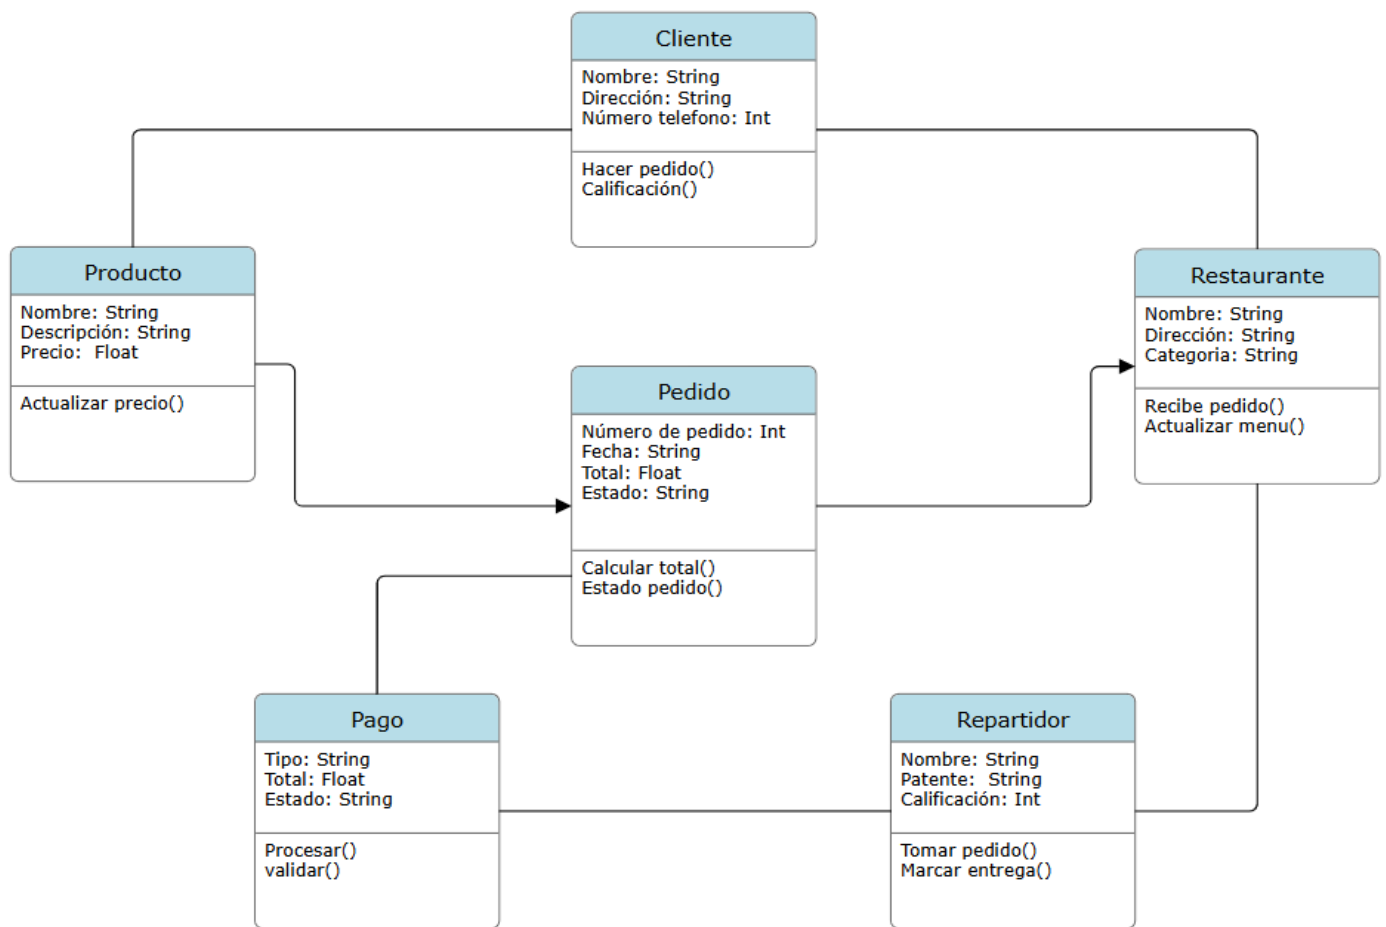 Cliente
Nombre: String
Dirección: String
Número telefono: Int
Hacer pedido()
Calificación()
Producto
Nombre: String
Descripción: String
Precio:  Float
Actualizar precio()
Restaurante
Nombre: String
Dirección: String
Categoria: String
Recibe pedido()
Actualizar menu()
Pedido
Número de pedido: Int
Fecha: String
Total: Float
Estado: String
Calcular total()
Estado pedido()
Pago
Tipo: String
Total: Float
Estado: String
Procesar()
validar()
Repartidor
Nombre: String
Patente:  String
Calificación: Int
Tomar pedido()
Marcar entrega()